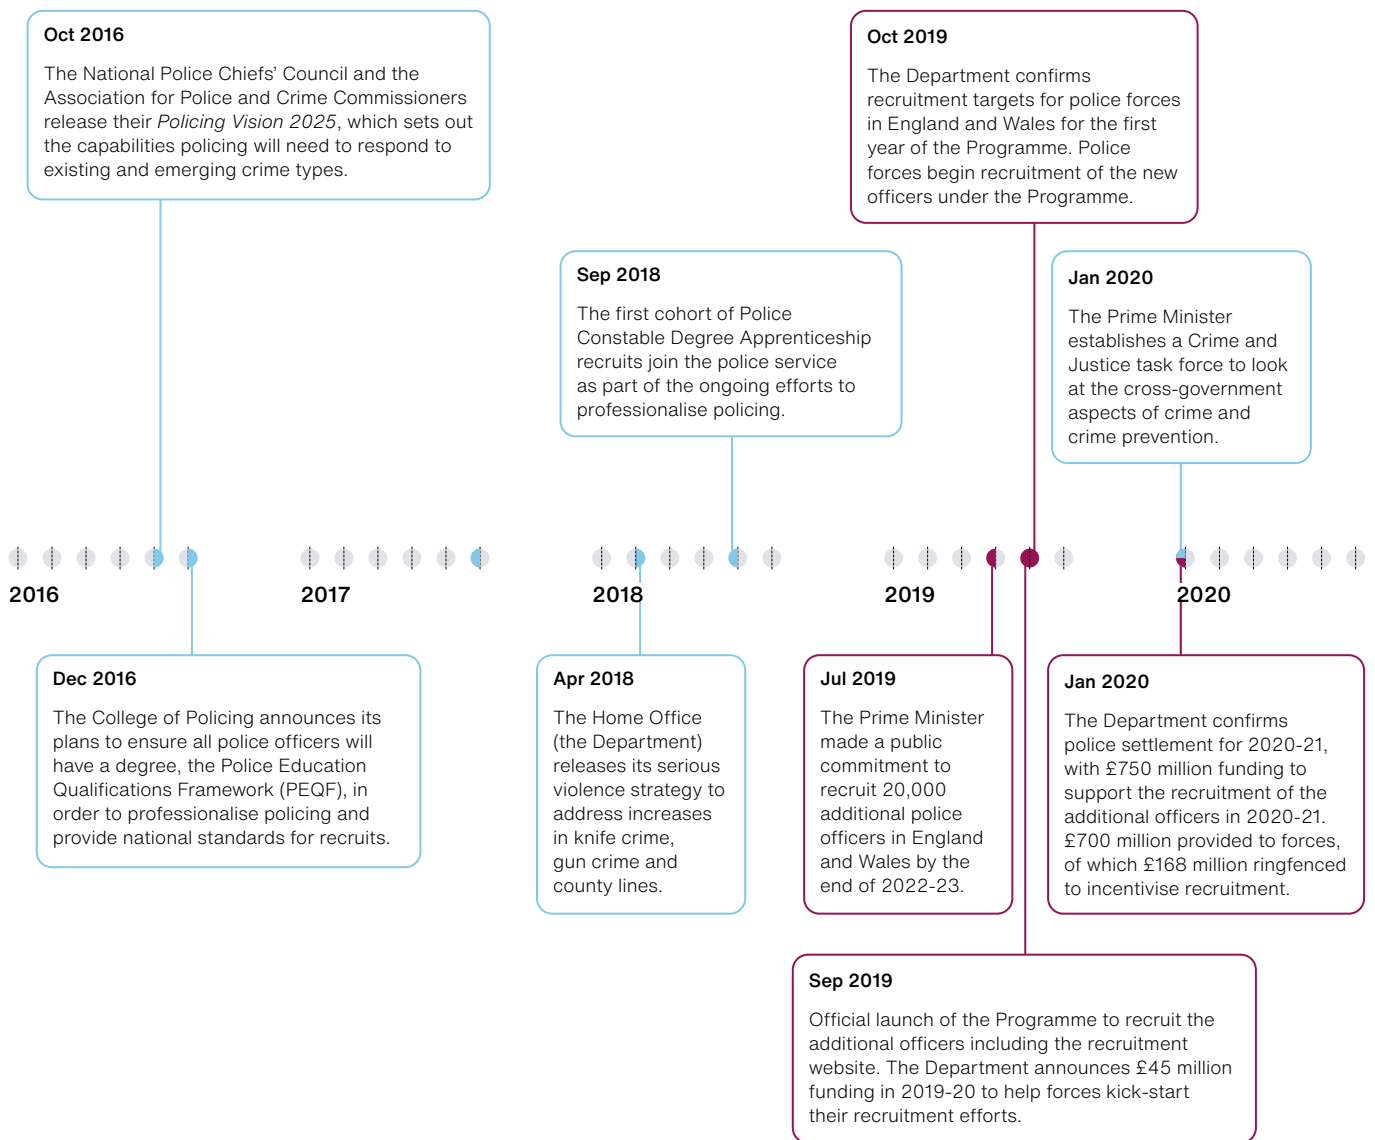 Oct 2016
The National Police Chiefs’ Council and the
Association for Police and Crime Commissioners
release their Policing Vision 2025, which sets out
the capabilities policing will need to respond to
existing and emerging crime types.
Oct 2019
The Department confirms
recruitment targets for police forces
in England and Wales for the first
year of the Programme. Police
forces begin recruitment of the new
officers under the Programme.
Sep 2018
The first cohort of Police
Constable Degree Apprenticeship
recruits join the police service
as part of the ongoing efforts to
professionalise policing.
Jan 2020
The Prime Minister
establishes a Crime and
Justice task force to look
at the cross-government
aspects of crime and
crime prevention.
2016
2017
2018
2019
2020
Dec 2016
The College of Policing announces its
plans to ensure all police officers will
have a degree, the Police Education
Qualifications Framework (PEQF), in
order to professionalise policing and
provide national standards for recruits.
Apr 2018
The Home Office
(the Department)
releases its serious
violence strategy to
address increases
in knife crime,
gun crime and
county lines.
Jul 2019
The Prime Minister
made a public
commitment to
recruit 20,000
additional police
officers in England
and Wales by the
end of 2022-23.
Jan 2020
The Department confirms
police settlement for 2020-21,
with £750 million funding to
support the recruitment of the
additional officers in 2020-21.
£700 million provided to forces,
of which £168 million ringfenced
to incentivise recruitment.
Sep 2019
Official launch of the Programme to recruit the
additional officers including the recruitment
website. The Department announces £45 million
funding in 2019-20 to help forces kick-start
their recruitment efforts.